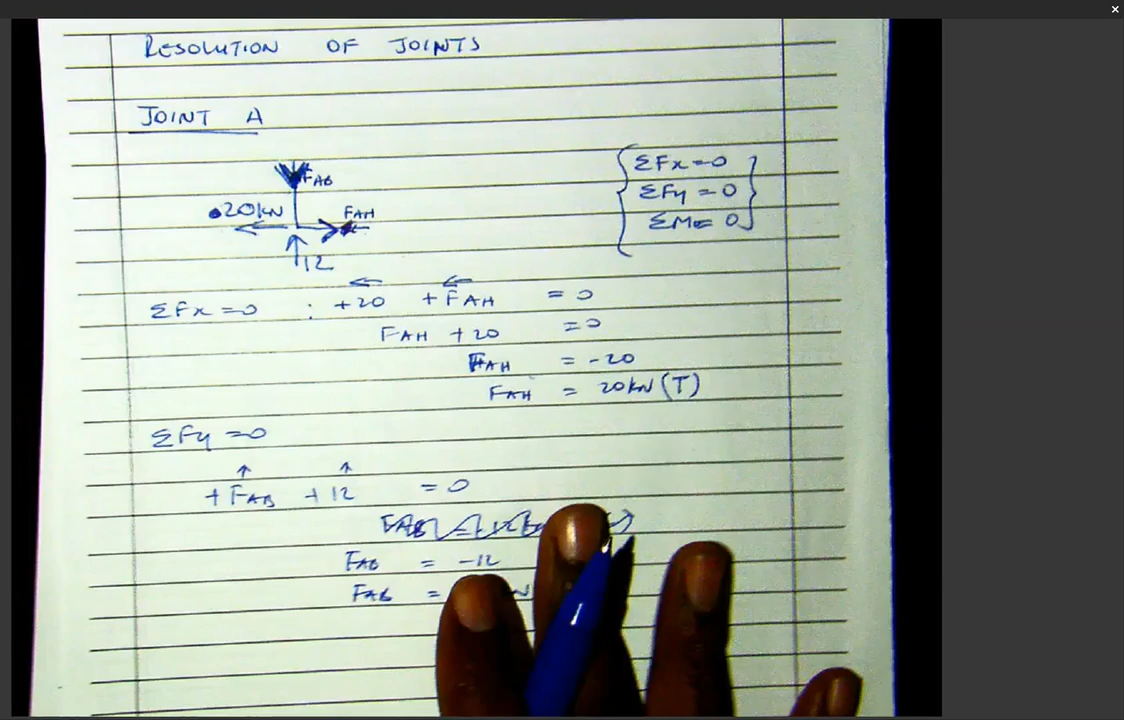 RESOLUTION OF JOINTS
JOINT A
FAB
20KN
FAH
12
ΣFx=0
ΣFy=0
ΣM=0
ΣFx=0 : +20 +FAH = 0
FAH +20 =0
FAH = -20
FAH = 20kN (T)
ΣFy=0
+FAB +12 = 0
FAB = -12
FAB =